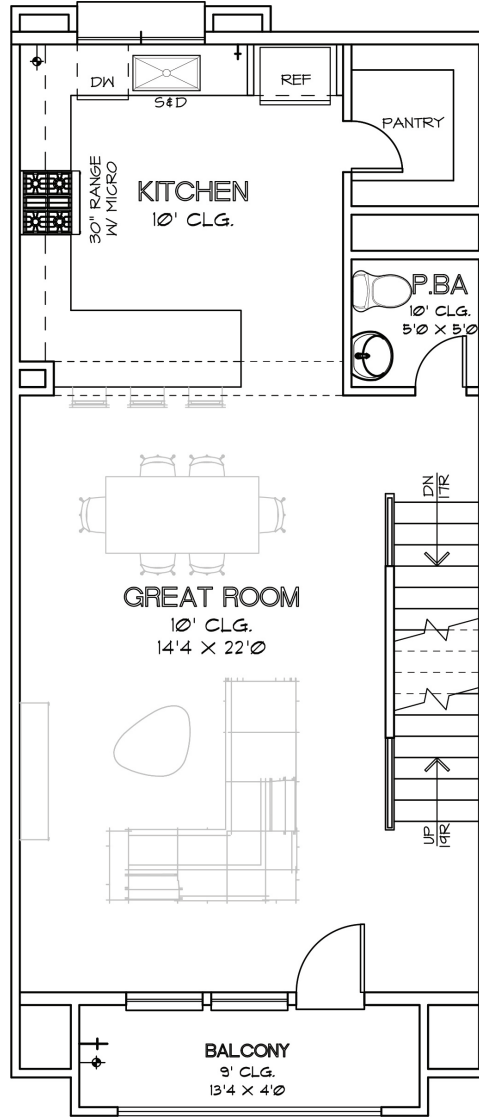 DW
S&D
REF
PANTRY
30" RANGE
W/ MICRO
KITCHEN
10' CLG.
P.BA
10' CLG.
5'0 X 5'0
DN
17R
GREAT ROOM
10' CLG.
14'4 X 22'0
UP
19R
BALCONY
9' CLG.
13'4 X 4'0